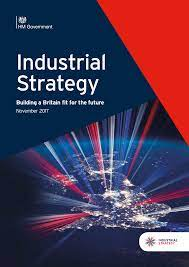 HM Government
Industrial
Strategy
Building a Britain fit for the future
November 2017
INDUSTRIAL
STRATEGY